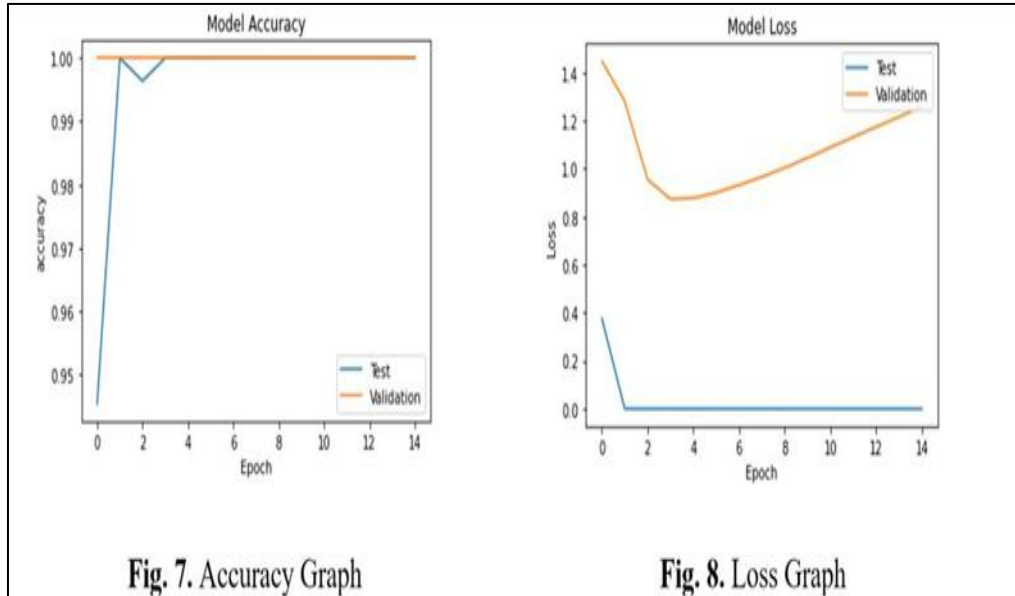 Model Accuracy
1.00
0.99
0.98
0.97
0.96
0.95
accuracy
Test
Validation
0 2 4 6 8 10 12 14
Epoch
Fig. 7. Accuracy Graph
Model Loss
1.4
1.2
1.0
0.8
0.6
0.4
0.2
0.0
Loss
Test
Validation
0 2 4 6 8 10 12 14
Epoch
Fig. 8. Loss Graph